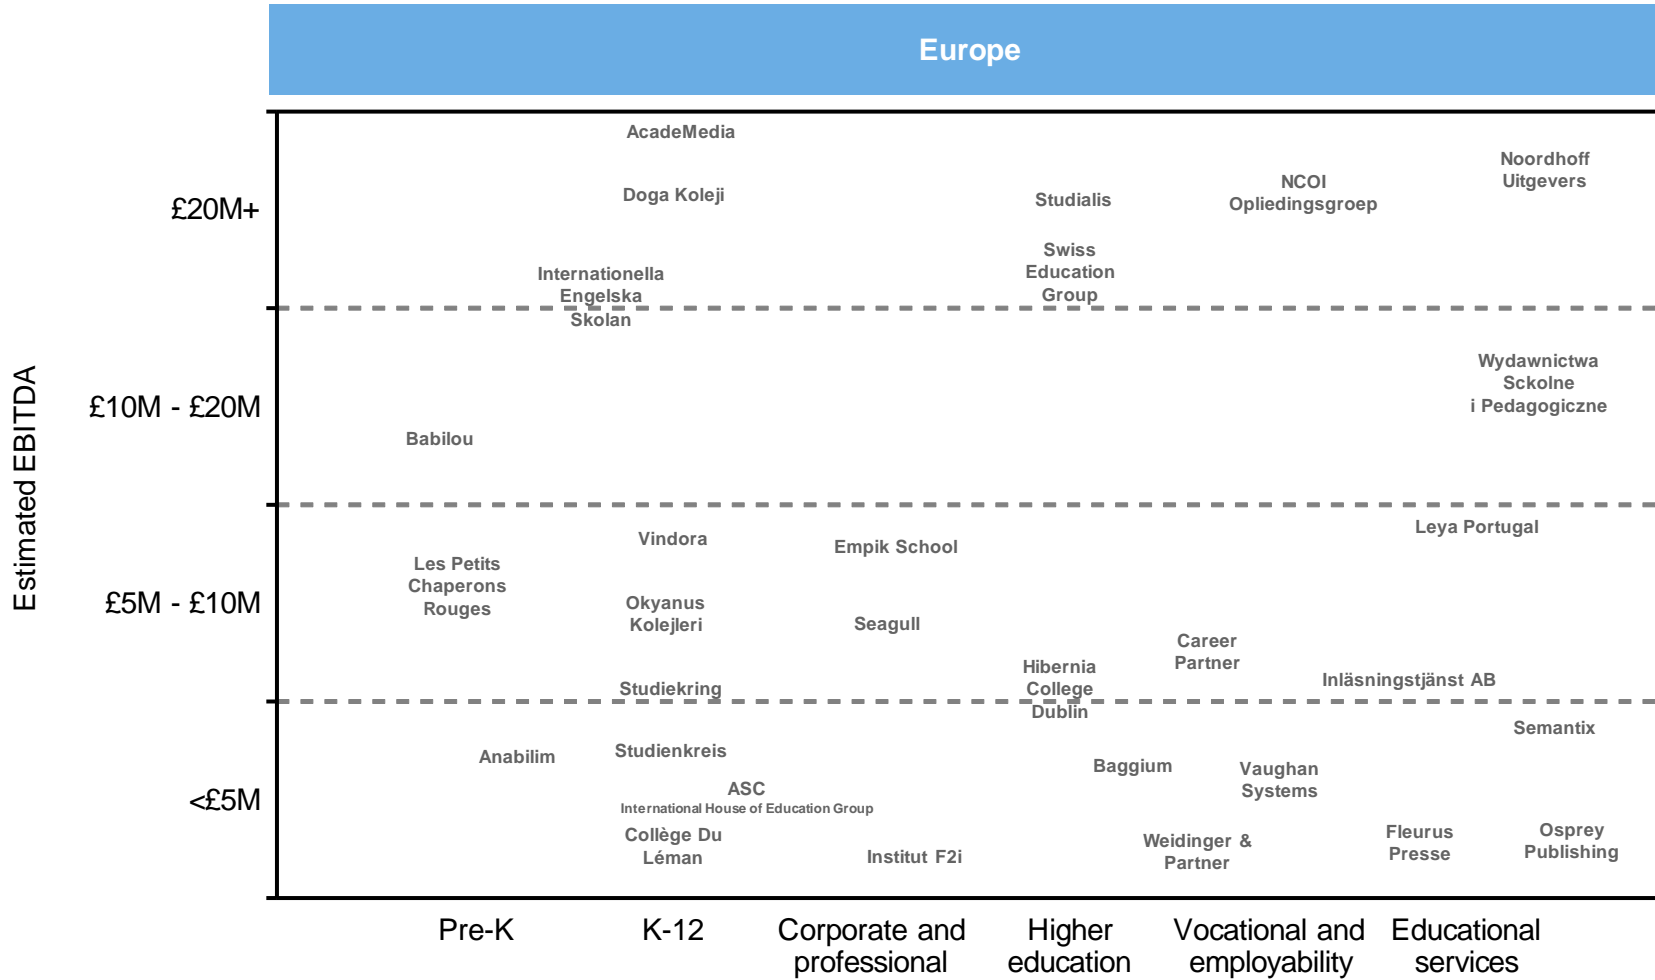 Europe
Estimated EBITDA
£20M+
AcadeMedia
Doga Koleji
Internationella
Engelska
Skolan
Studialis
Swiss
Education
Group
NCOI
Opliedingsgroep
Noordhoff
Uitgevers
£10M - £20M
Babilou
Wydawnictwa
Sckolne
i Pedagogiczne
£5M - £10M
Les Petits
Chaperons
Rouges
Vindora
Okyanus
Kolejleri
Studiekring
Empik School
Seagull
Hibernia
College
Dublin
Career
Partner
Leya Portugal
Inläsningstjänst AB
<£5M
Anabilim
Studienkreis
ASC
International House of Education Group
Collège Du
Léman
Institut F2i
Baggium
Weidinger &
Partner
Vaughan
Systems
Semantix
Fleurus
Presse
Osprey
Publishing
Pre-K
K-12
Corporate and
professional
Higher
education
Vocational and
employability
Educational
services